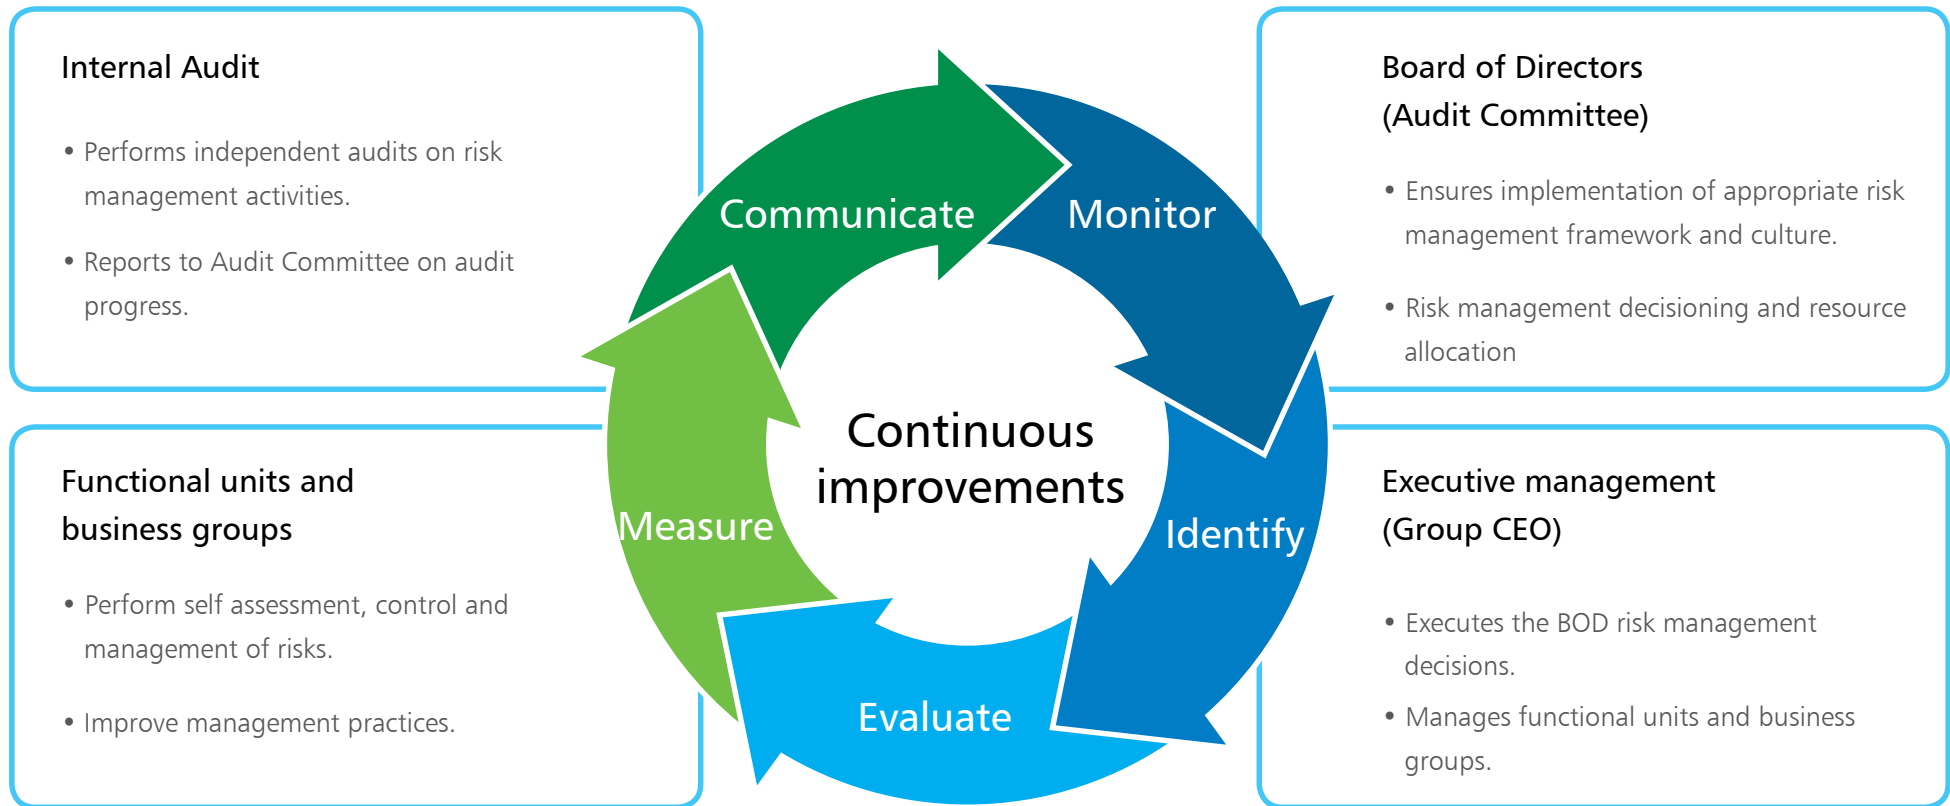 Internal Audit
• Performs independent audits on risk
management activities.
• Reports to Audit Committee on audit
progress.
Board of Directors
(Audit Committee)
• Ensures implementation of appropriate risk
management framework and culture.
• Risk management decisioning and resource
allocation
Communicate
Monitor
Identify
Evaluate
Measure
Continuous
improvements
Functional units and
business groups
• Perform self assessment, control and
management of risks.
• Improve management practices.
Executive management
(Group CEO)
• Executes the BOD risk management
decisions.
• Manages functional units and business
groups.